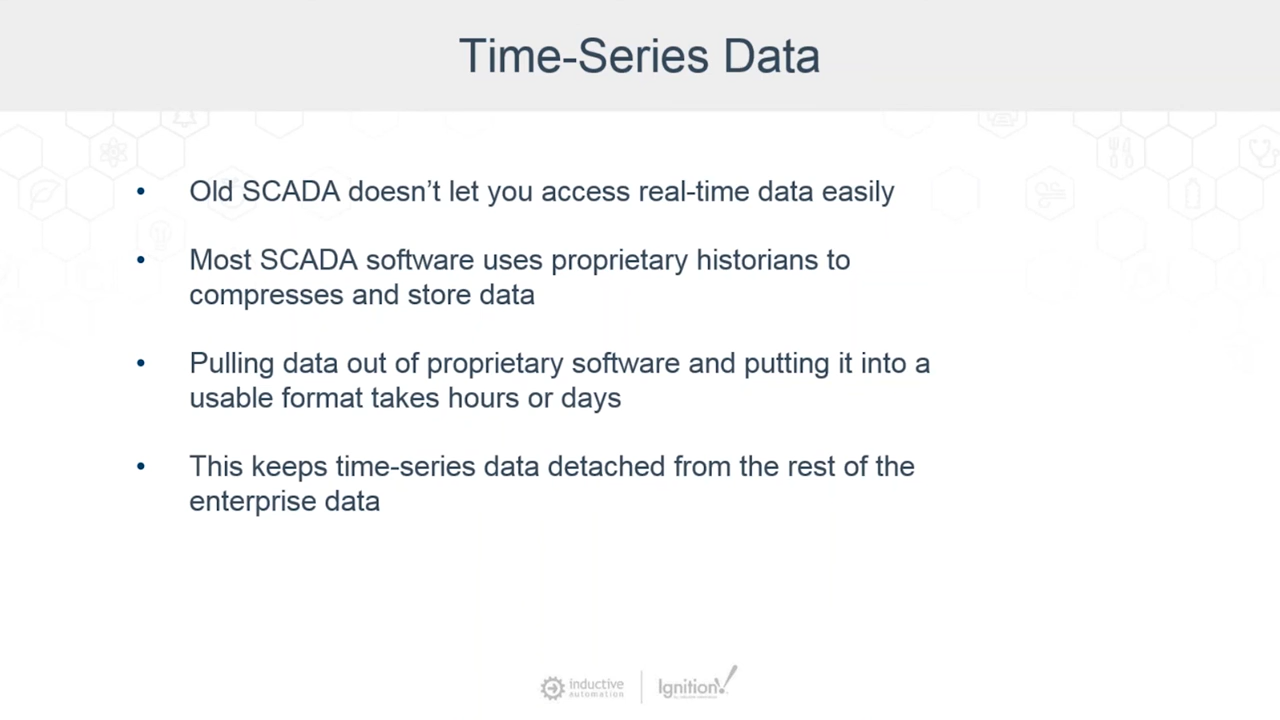 Time-Series Data
• Old SCADA doesn’t let you access real-time data easily
• Most SCADA software uses proprietary historians to
compresses and store data
• Pulling data out of proprietary software and putting it into a
usable format takes hours or days
• This keeps time-series data detached from the rest of the
enterprise data
inductive
automation
Ignition!